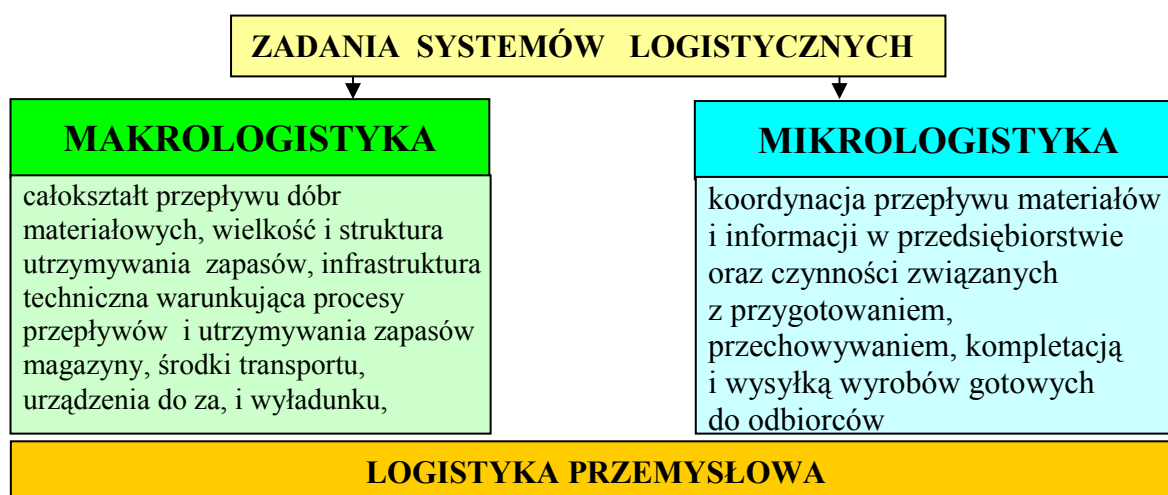 ZADANIA SYSTEMÓW LOGISTYCZNYCH
MAKROLOGISTYKA
całokształt przepływu dóbr
materiałowych, wielkość i struktura
utrzymywania zapasów, infrastruktura
techniczna warunkująca procesy
przepływów i utrzymywania zapasów
magazyny, środki transportu,
urządzenia do za, i wyładunku,
MIKROLOGISTYKA
koordynacja przepływu materiałów
i informacji w przedsiębiorstwie
oraz czynności związanych
z przygotowaniem,
przechowywaniem, kompletacją
i wysyłką wyrobów gotowych
do odbiorców
LOGISTYKA PRZEMYSŁOWA